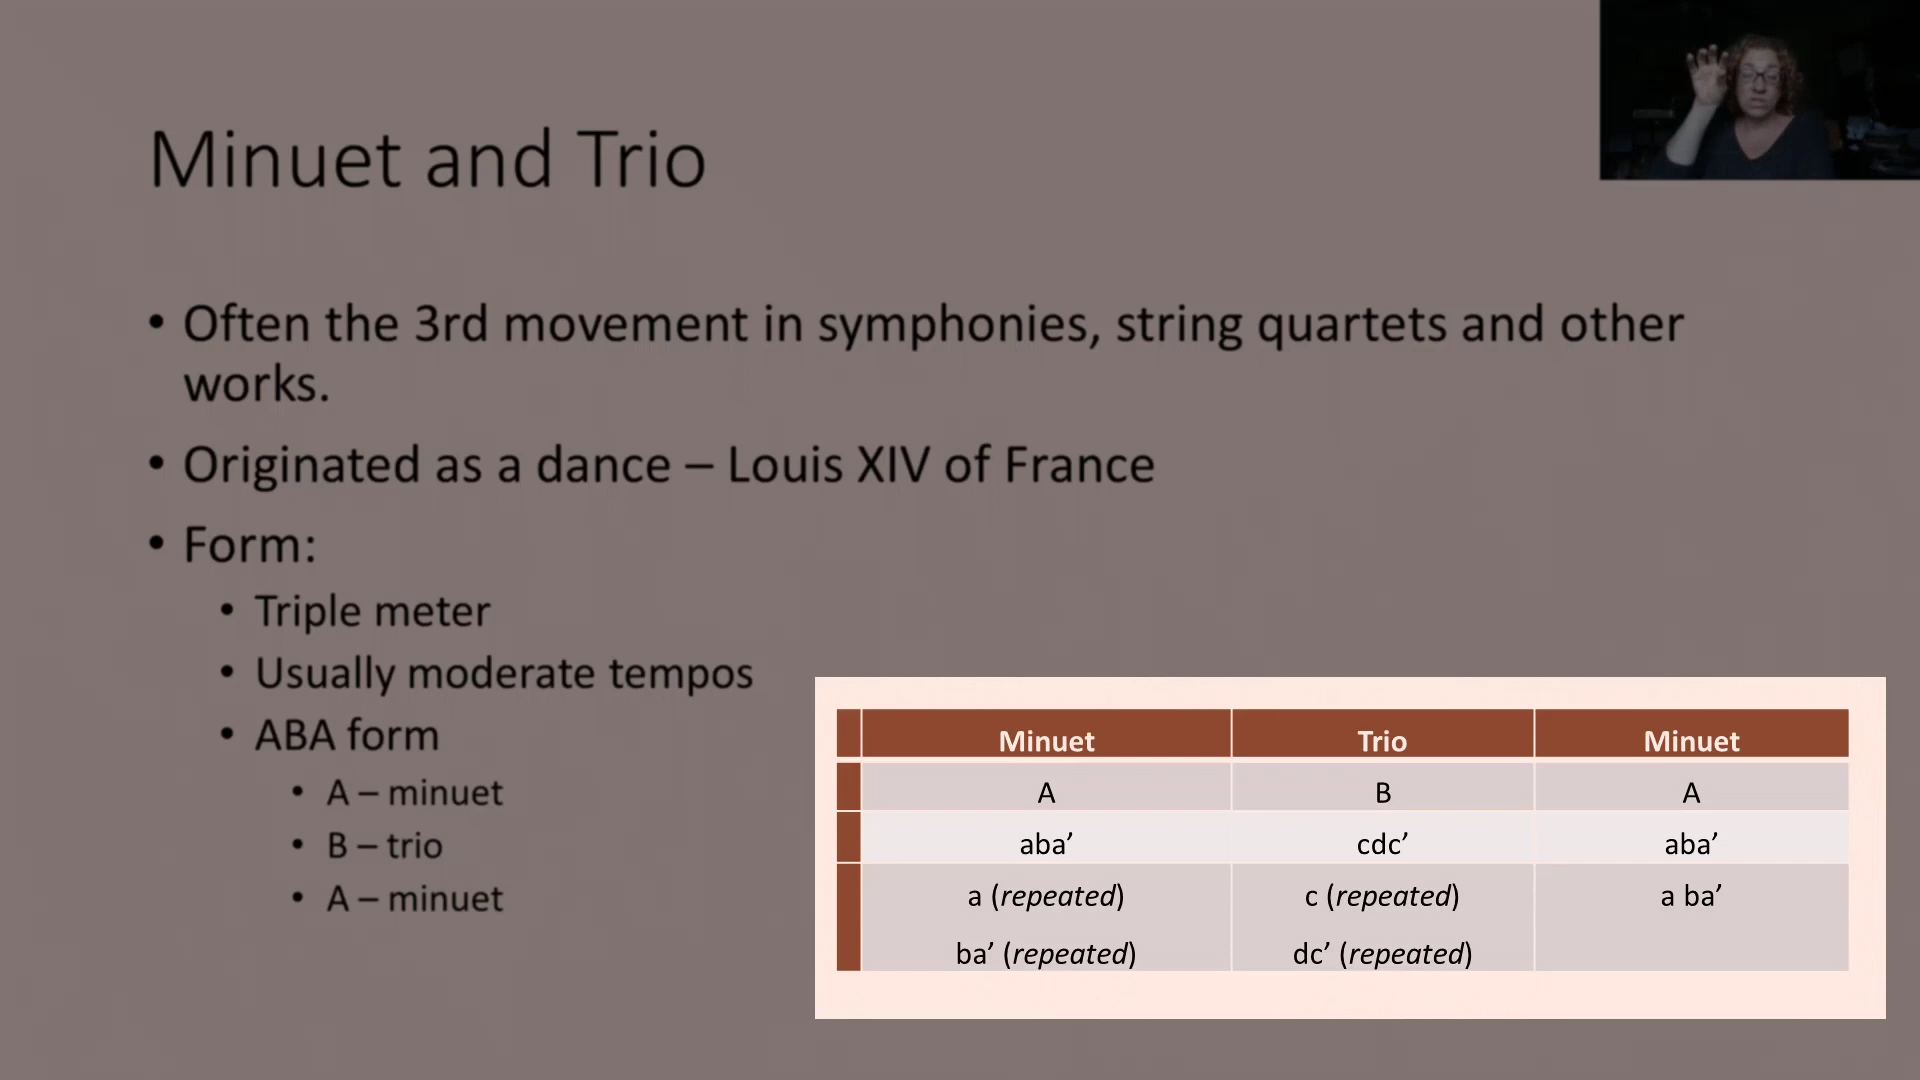 Minuet and Trio
• Often the 3rd movement in symphonies, string quartets and other
works.
• Originated as a dance – Louis XIV of France
• Form:
• Triple meter
• Usually moderate tempos
• ABA form
• A – minuet
• B – trio
• A – minuet
Minuet Trio Minuet
A B A
aba’ cdc’ aba’
a (repeated) c (repeated) a ba’
ba’ (repeated) dc’ (repeated)